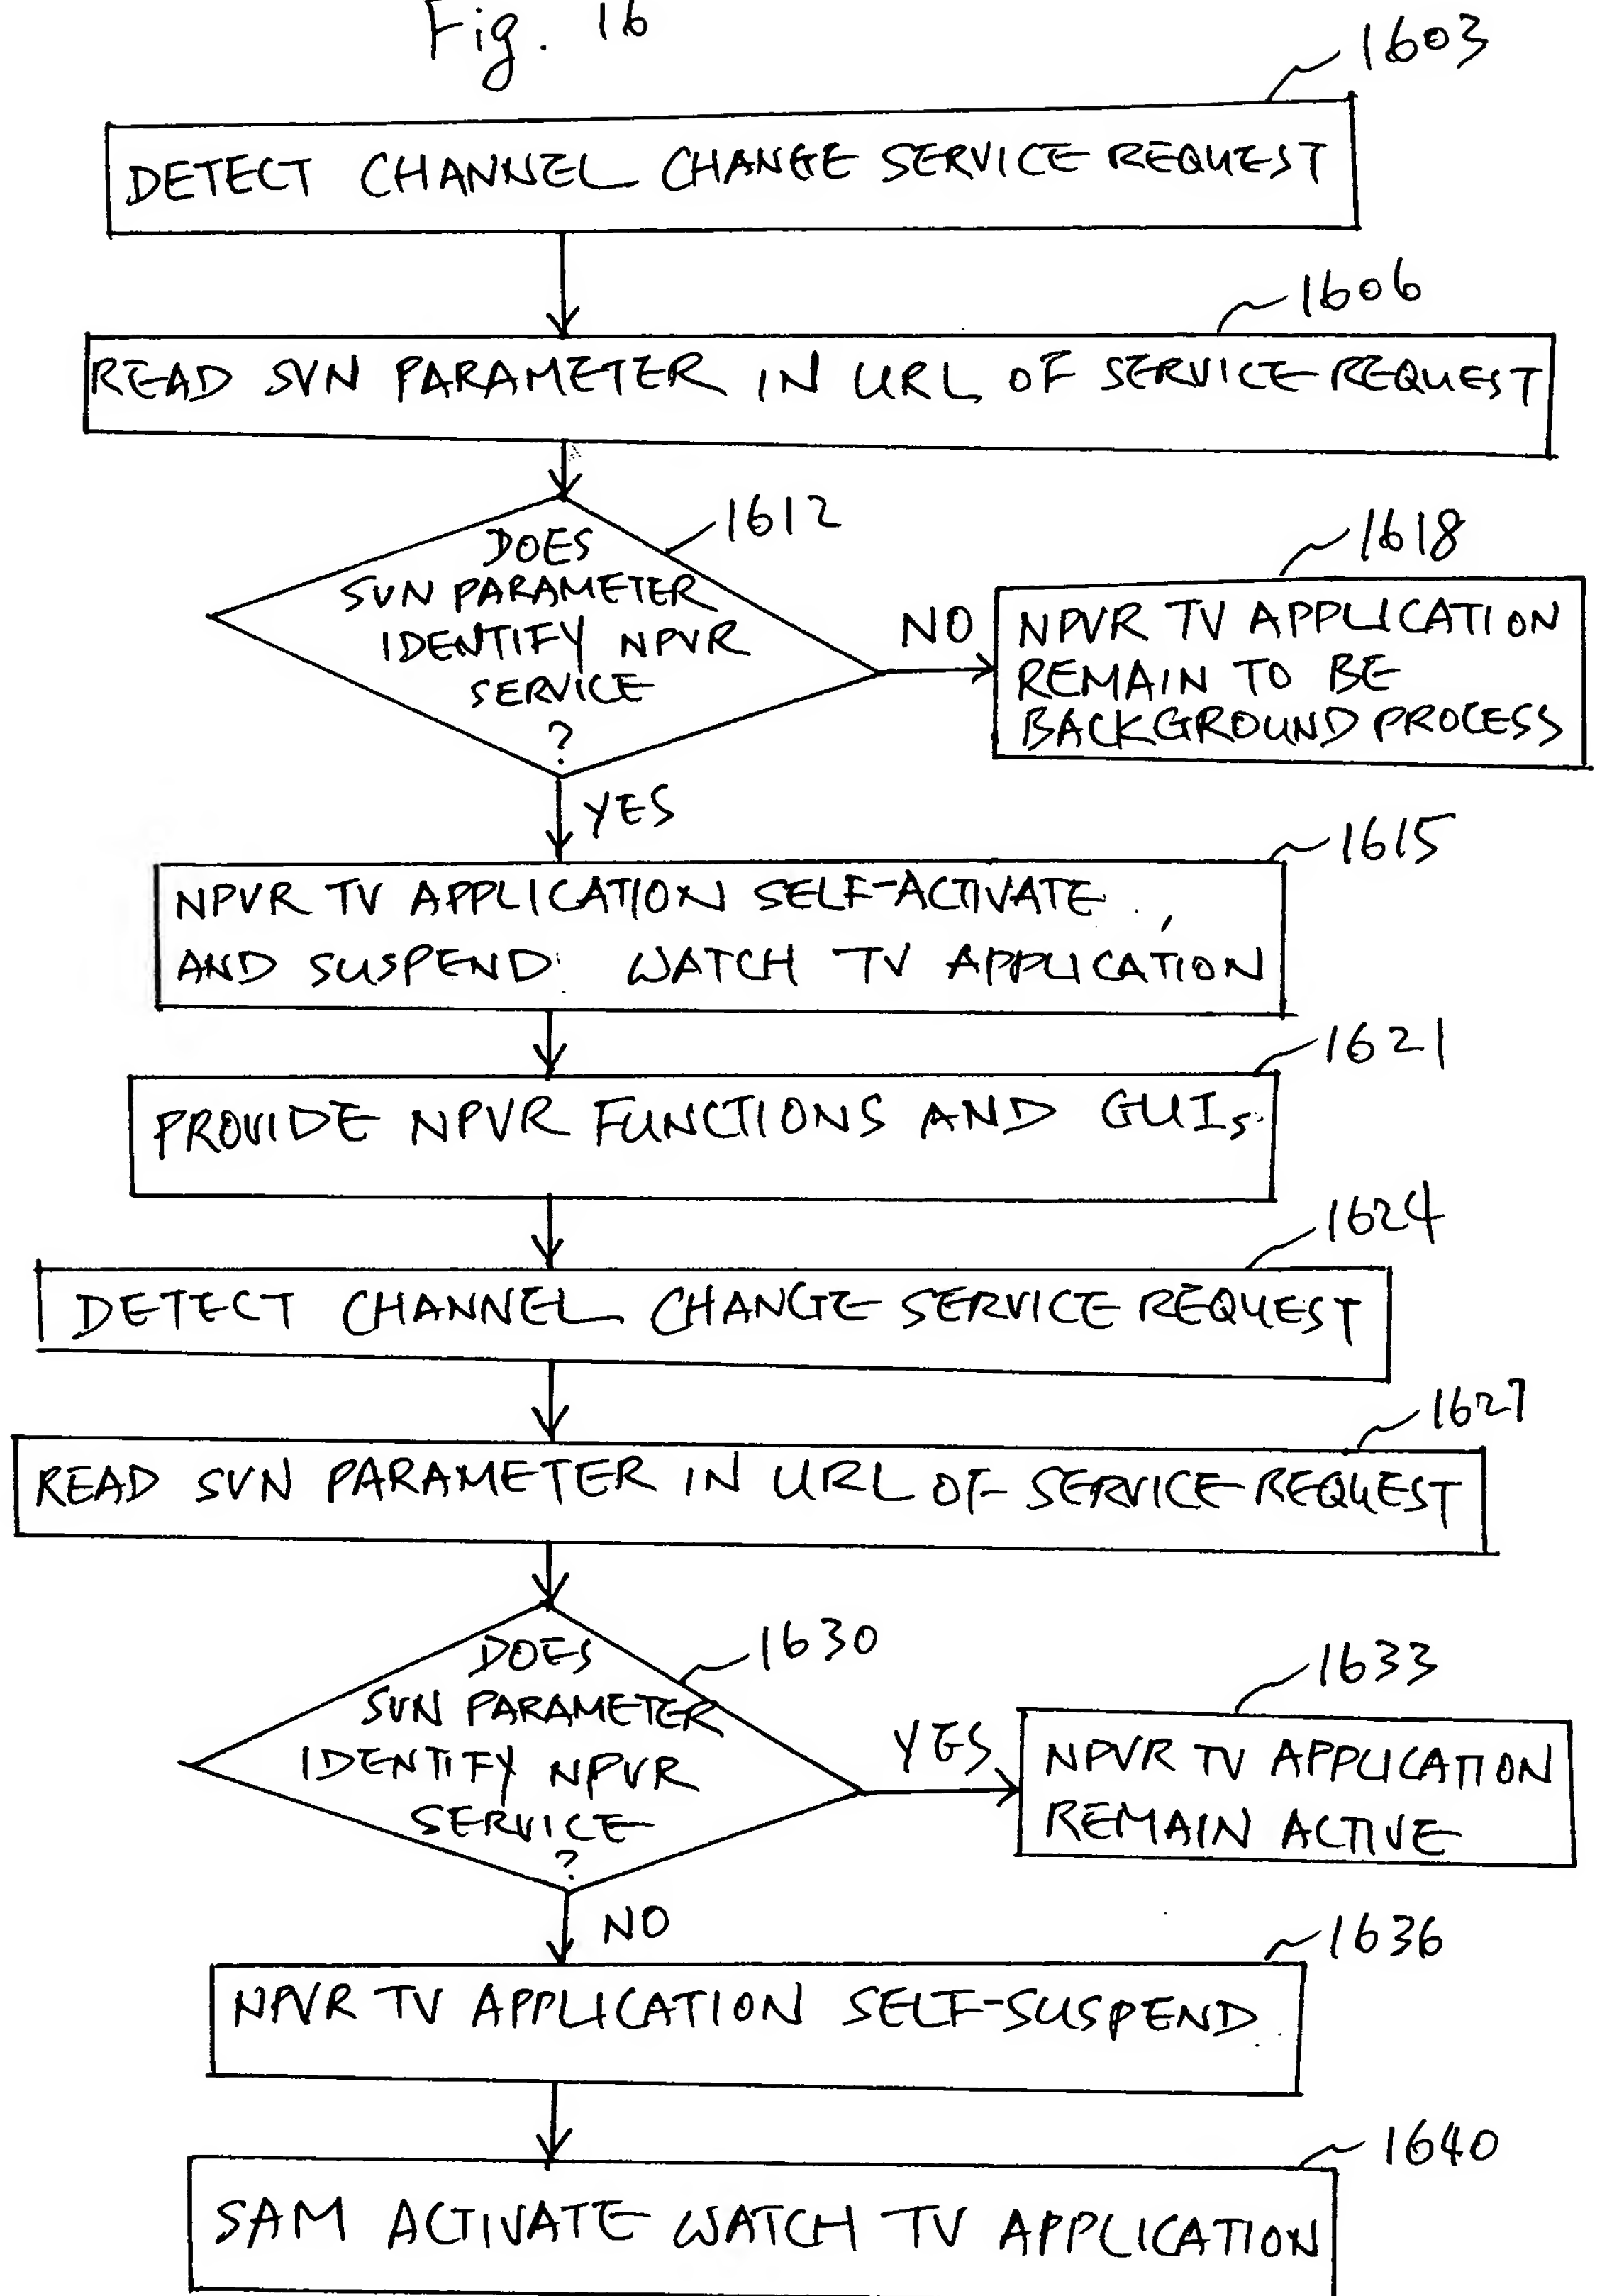 Fig. 16
1603
DETECT CHANNEL CHANGE SERVICE REQUEST
1606
READ SVN PARAMETER IN URL OF SERVICE REQUEST
1612
DOES
SVN PARAMETER
IDENTIFY NPVR
SERVICE
?
NO
1618
NPVR TV APPLICATION
REMAIN TO BE
BACKGROUND PROCESS
YES
1615
NPVR TV APPLICATION SELF-ACTIVATE
AND SUSPEND WATCH TV APPLICATION
1621
PROVIDE NPVR FUNCTIONS AND GUIs
1624
DETECT CHANNEL CHANGE SERVICE REQUEST
1627
READ SVN PARAMETER IN URL OF SERVICE REQUEST
1630
DOES
SVN PARAMETER
IDENTIFY NPVR
SERVICE
?
YES
1633
NPVR TV APPLICATION
REMAIN ACTIVE
NO
1636
NPVR TV APPLICATION SELF-SUSPEND
1640
SAM ACTIVATE WATCH TV APPLICATION